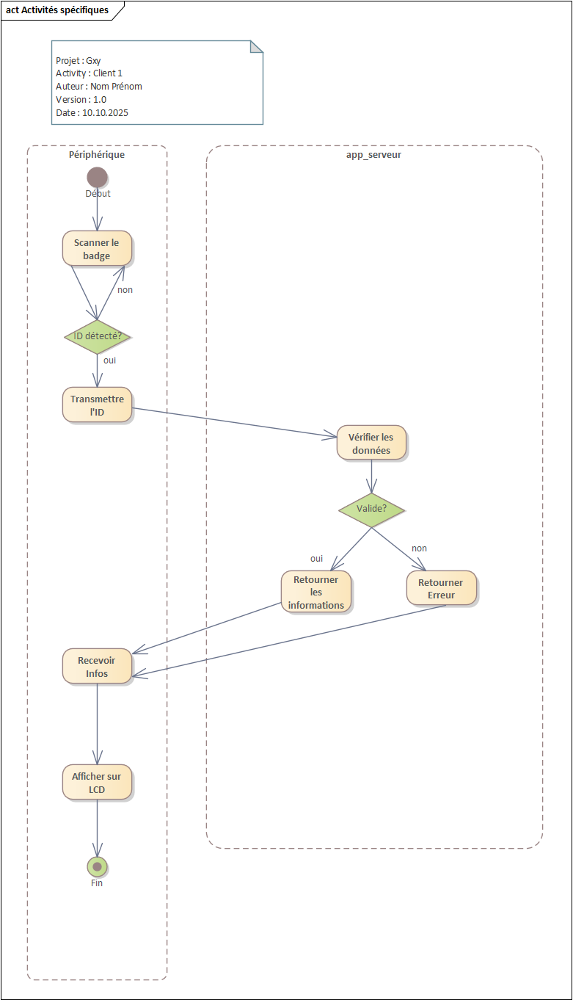 act Activités spécifiques
Projet : Gxy
Activity : Client 1
Auteur : Nom Prénom
Version : 1.0
Date : 10.10.2025
Périphérique
app_serveur
Début
Scanner le
badge
non
ID détecté?
oui
Transmettre
l'ID
Vérifier les
données
Valide?
oui
non
Retourner
les
informations
Retourner
Erreur
Recevoir
Infos
Afficher sur
LCD
Fin